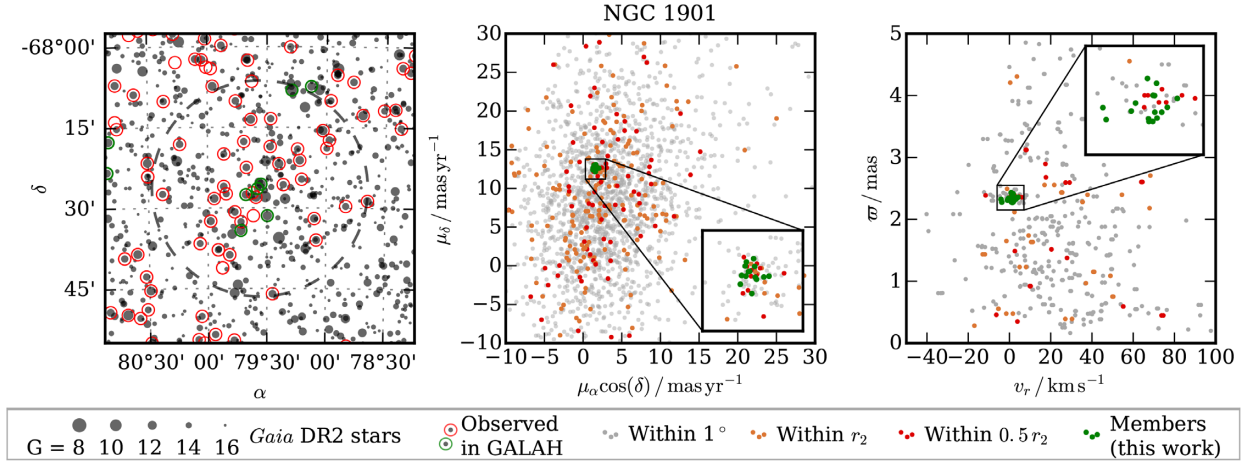 NGC 1901
-68°00'
15'
30'
45'
δ
80°30' 00' 79°30' 00' 78°30'
α
30
25
20
15
10
5
0
−5
−10
μδ / mas yr⁻¹
−10 −5 0 5 10 15 20 25 30
μα cos(δ) / mas yr⁻¹
5
4
3
2
1
0
ϖ / mas
−40 −20 0 20 40 60 80 100
vr / km s⁻¹
G = 8 10 12 14 16
Gaia DR2 stars
Observed
in GALAH
Within 1°
Within r₂
Within 0.5 r₂
Members
(this work)